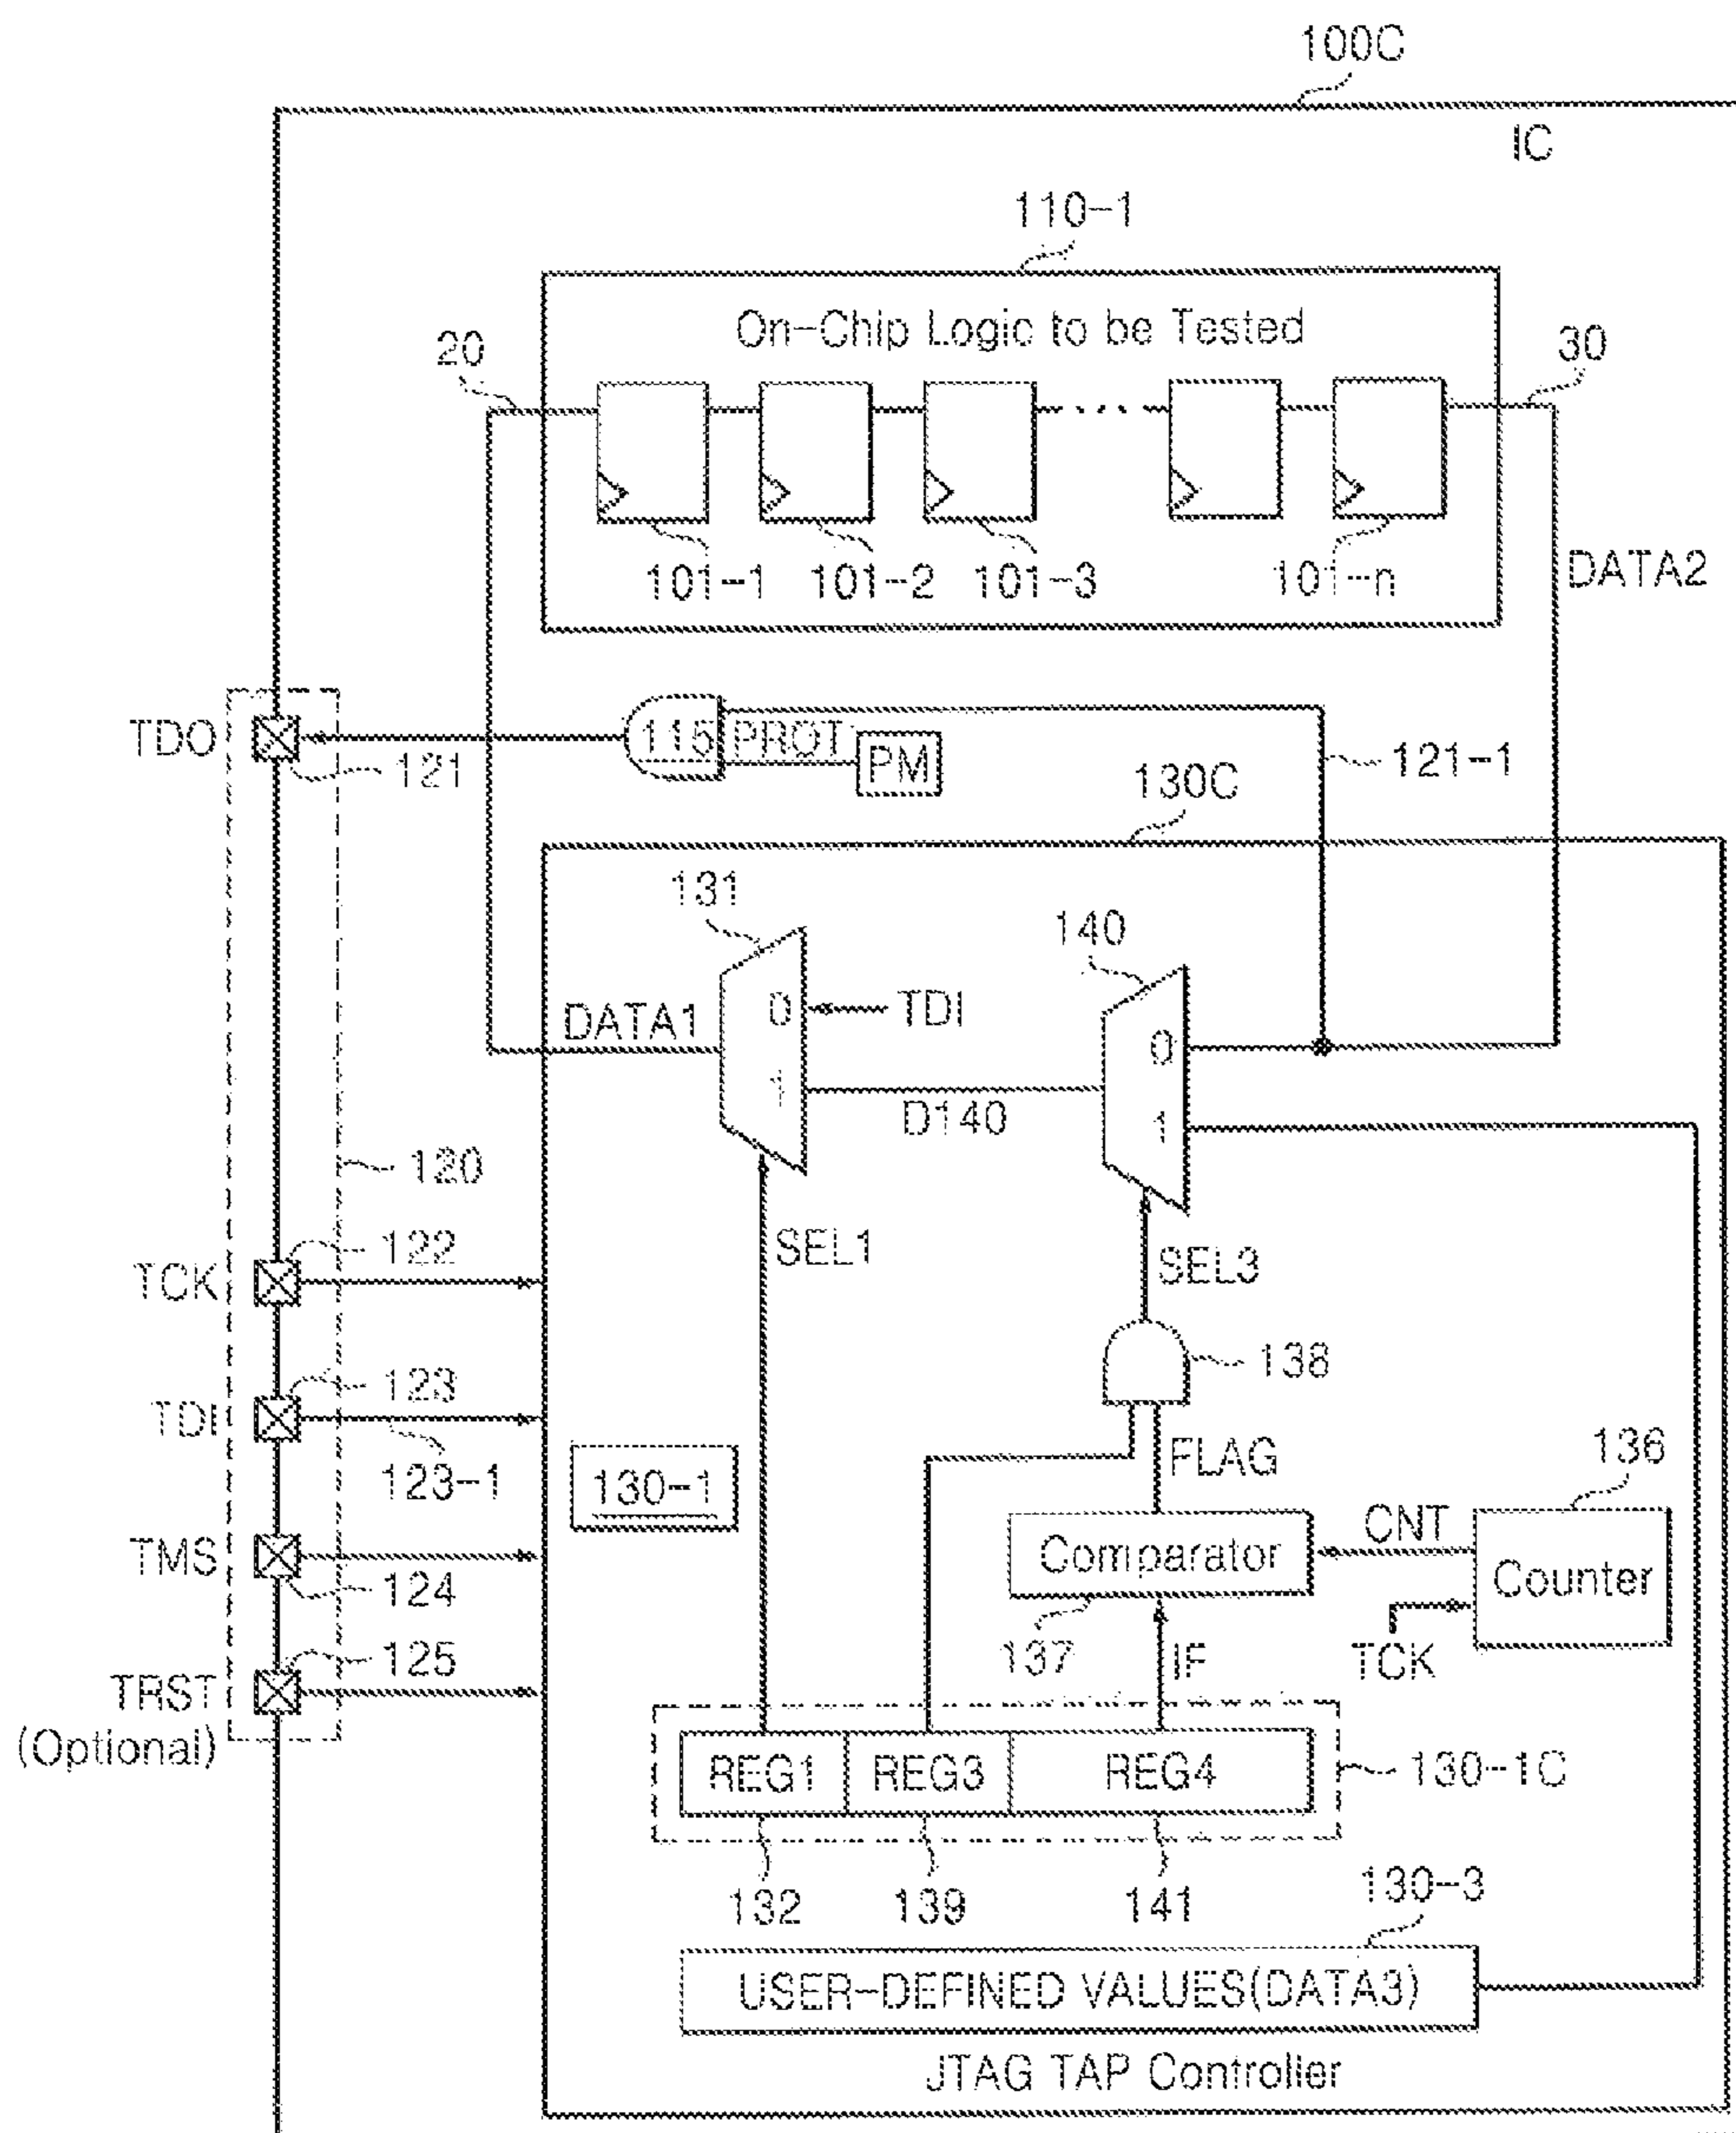 100C
IC
110-1
On-Chip Logic to be Tested
20
30
101-1
101-2
101-3
101-n
DATA2
TDO
121
115
PROT
PM
121-1
130C
131
140
DATA1
0
TDI
1
D140
0
1
120
SEL1
SEL3
TCK
122
138
TDI
123
123-1
130-1
FLAG
136
CNT
Comparator
Counter
TMS
124
137
IF
TCK
TRST
(Optional)
125
REG1
REG3
REG4
130-1C
132
139
141
130-3
USER-DEFINED VALUES(DATA3)
JTAG TAP Controller